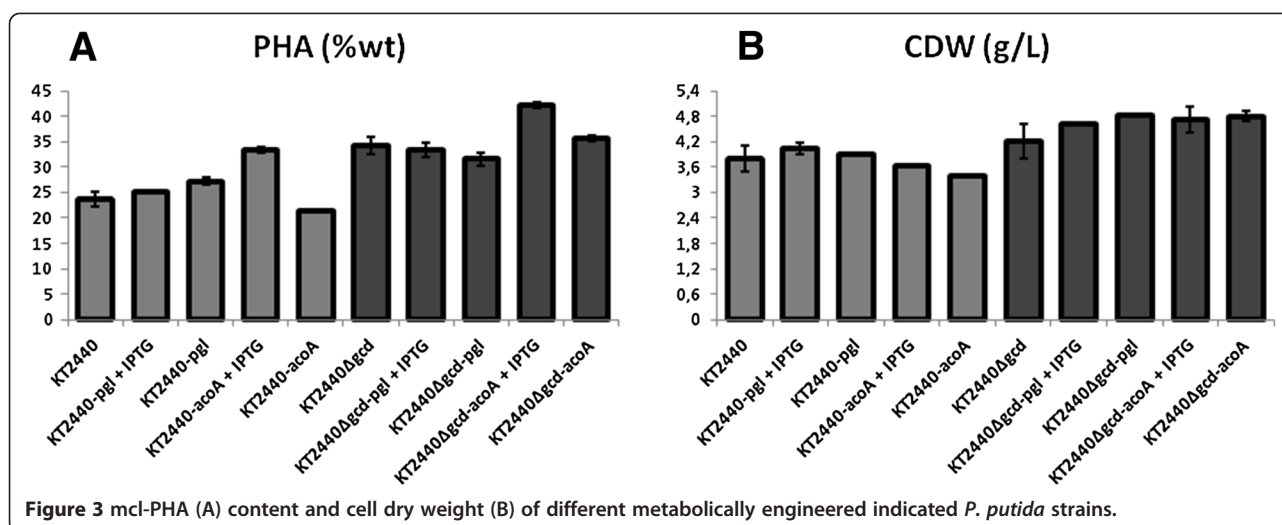 A
PHA (%wt)
45
40
35
30
25
20
15
10
5
0
KT2440
KT2440-pgl + IPTG
KT2440-pgl
KT2440-acoA + IPTG
KT2440-acoA
KT2440Δgcd
KT2440Δgcd-pgl + IPTG
KT2440Δgcd-pgl
KT2440Δgcd-acoA + IPTG
KT2440Δgcd-acoA
B
CDW (g/L)
5,4
4,8
4,2
3,6
3
2,4
1,8
1,2
0,6
0
KT2440
KT2440-pgl + IPTG
KT2440-pgl
KT2440-acoA + IPTG
KT2440-acoA
KT2440Δgcd
KT2440Δgcd-pgl + IPTG
KT2440Δgcd-pgl
KT2440Δgcd-acoA + IPTG
KT2440Δgcd-acoA
Figure 3 mcl-PHA (A) content and cell dry weight (B) of different metabolically engineered indicated P. putida strains.